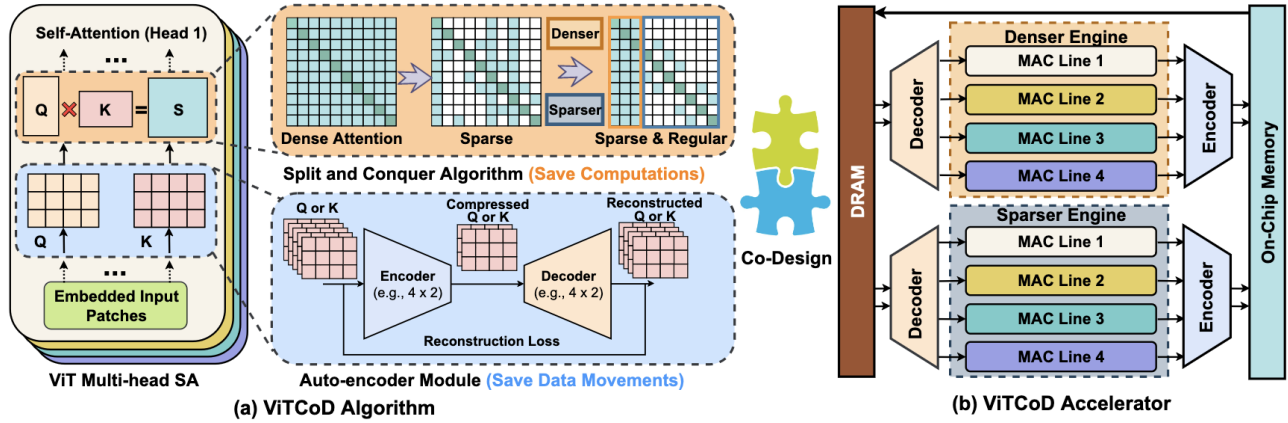 Self-Attention (Head 1)
...
Q × K = S
Q
K
...
Embedded Input
Patches
ViT Multi-head SA
Dense Attention
Sparse
Denser
Sparser
Sparse & Regular
Split and Conquer Algorithm (Save Computations)
Q or K
Compressed
Q or K
Reconstructed
Q or K
Encoder
(e.g., 4 x 2)
Decoder
(e.g., 4 x 2)
Reconstruction Loss
Auto-encoder Module (Save Data Movements)
(a) ViTCoD Algorithm
Co-Design
DRAM
Decoder
Denser Engine
MAC Line 1
MAC Line 2
MAC Line 3
MAC Line 4
Encoder
Decoder
Sparser Engine
MAC Line 1
MAC Line 2
MAC Line 3
MAC Line 4
Encoder
On-Chip Memory
(b) ViTCoD Accelerator